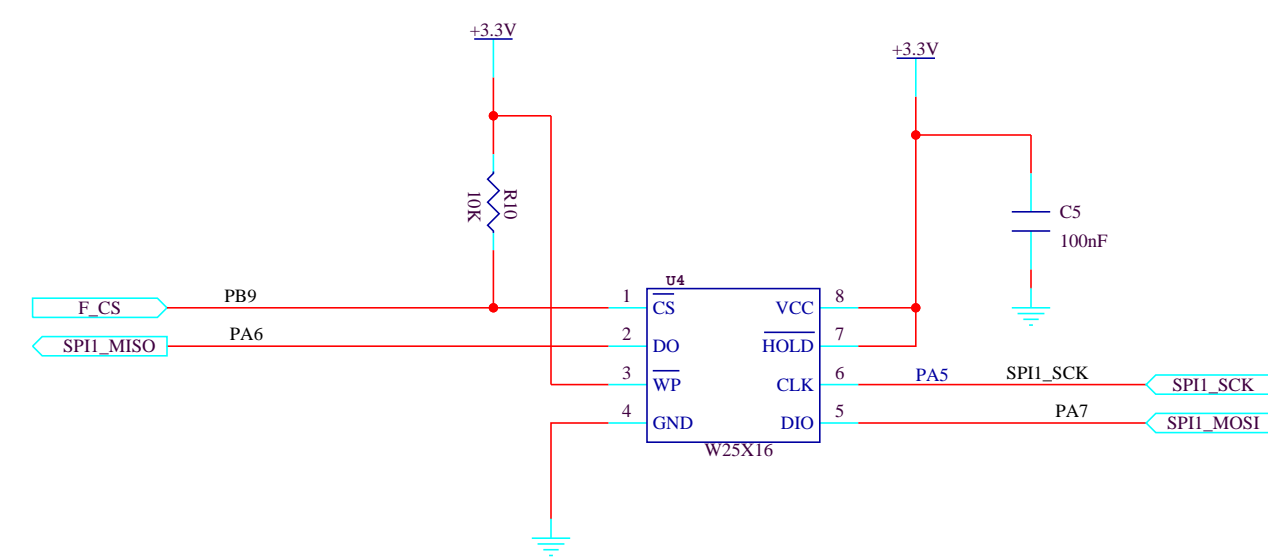 +3.3V
+3.3V
R10
10K
C5
100nF
U4
F_CS
PB9
1
CS
VCC
8
SPI1_MISO
PA6
2
DO
HOLD
7
3
WP
CLK
6
PA5
SPI1_SCK
SPI1_SCK
4
GND
DIO
5
PA7
SPI1_MOSI
W25X16